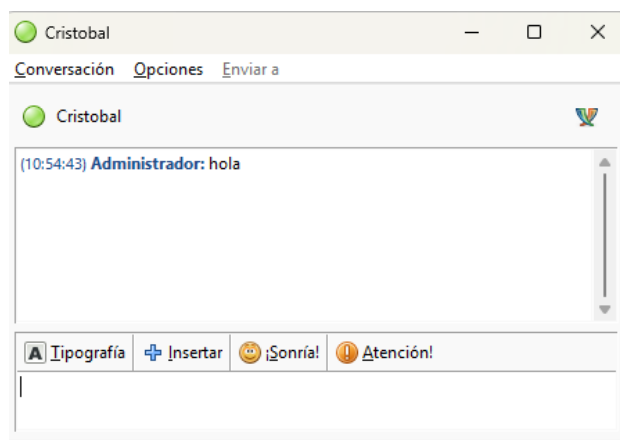 Cristobal
Conversación Opciones Enviar a
Cristobal
(10:54:43) Administrador: hola
A Tipografía Insertar ¡Sonría! Atención!